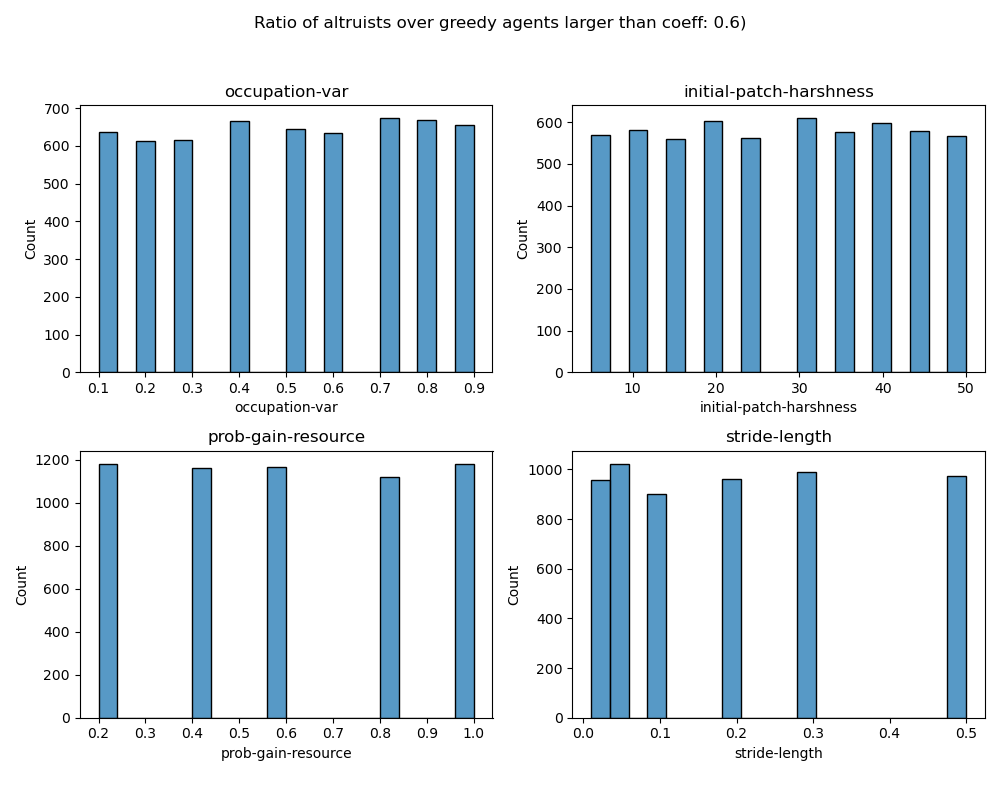 Ratio of altruists over greedy agents larger than coeff: 0.6)
occupation-var
700
600
500
400
300
200
100
0
Count
0.1 0.2 0.3 0.4 0.5 0.6 0.7 0.8 0.9
occupation-var
initial-patch-harshness
600
500
400
300
200
100
0
Count
10 20 30 40 50
initial-patch-harshness
prob-gain-resource
1200
1000
800
600
400
200
0
Count
0.2 0.3 0.4 0.5 0.6 0.7 0.8 0.9 1.0
prob-gain-resource
stride-length
1000
800
600
400
200
0
Count
0.0 0.1 0.2 0.3 0.4 0.5
stride-length